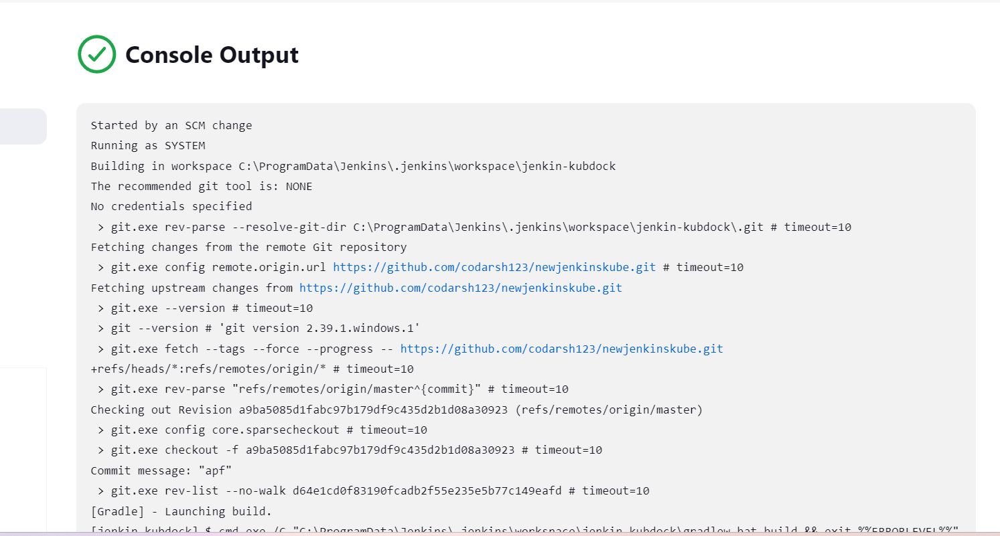 Console Output
Started by an SCM change
Running as SYSTEM
Building in workspace C:\ProgramData\Jenkins\.jenkins\workspace\jenkin-kubdock
The recommended git tool is: NONE
No credentials specified
 > git.exe rev-parse --resolve-git-dir C:\ProgramData\Jenkins\.jenkins\workspace\jenkin-kubdock\.git # timeout=10
Fetching changes from the remote Git repository
 > git.exe config remote.origin.url https://github.com/codarsh123/newjenkinskube.git # timeout=10
Fetching upstream changes from https://github.com/codarsh123/newjenkinskube.git
 > git.exe --version # timeout=10
 > git --version # 'git version 2.39.1.windows.1'
 > git.exe fetch --tags --force --progress -- https://github.com/codarsh123/newjenkinskube.git
+refs/heads/*:refs/remotes/origin/* # timeout=10
 > git.exe rev-parse "refs/remotes/origin/master^{commit}" # timeout=10
Checking out Revision a9ba5085d1fabc97b179df9c435d2b1d08a30923 (refs/remotes/origin/master)
 > git.exe config core.sparsecheckout # timeout=10
 > git.exe checkout -f a9ba5085d1fabc97b179df9c435d2b1d08a30923 # timeout=10
Commit message: "apf"
 > git.exe rev-list --no-walk d64e1cd0f83190fcadb2f55e235e5b77c149eafd # timeout=10
[Gradle] - Launching build.
[jenkin-kubdock] $ cmd.exe /C "C:\ProgramData\Jenkins\.jenkins\workspace\jenkin-kubdock\gradlew.bat build && exit %%ERRORLEVEL%%"